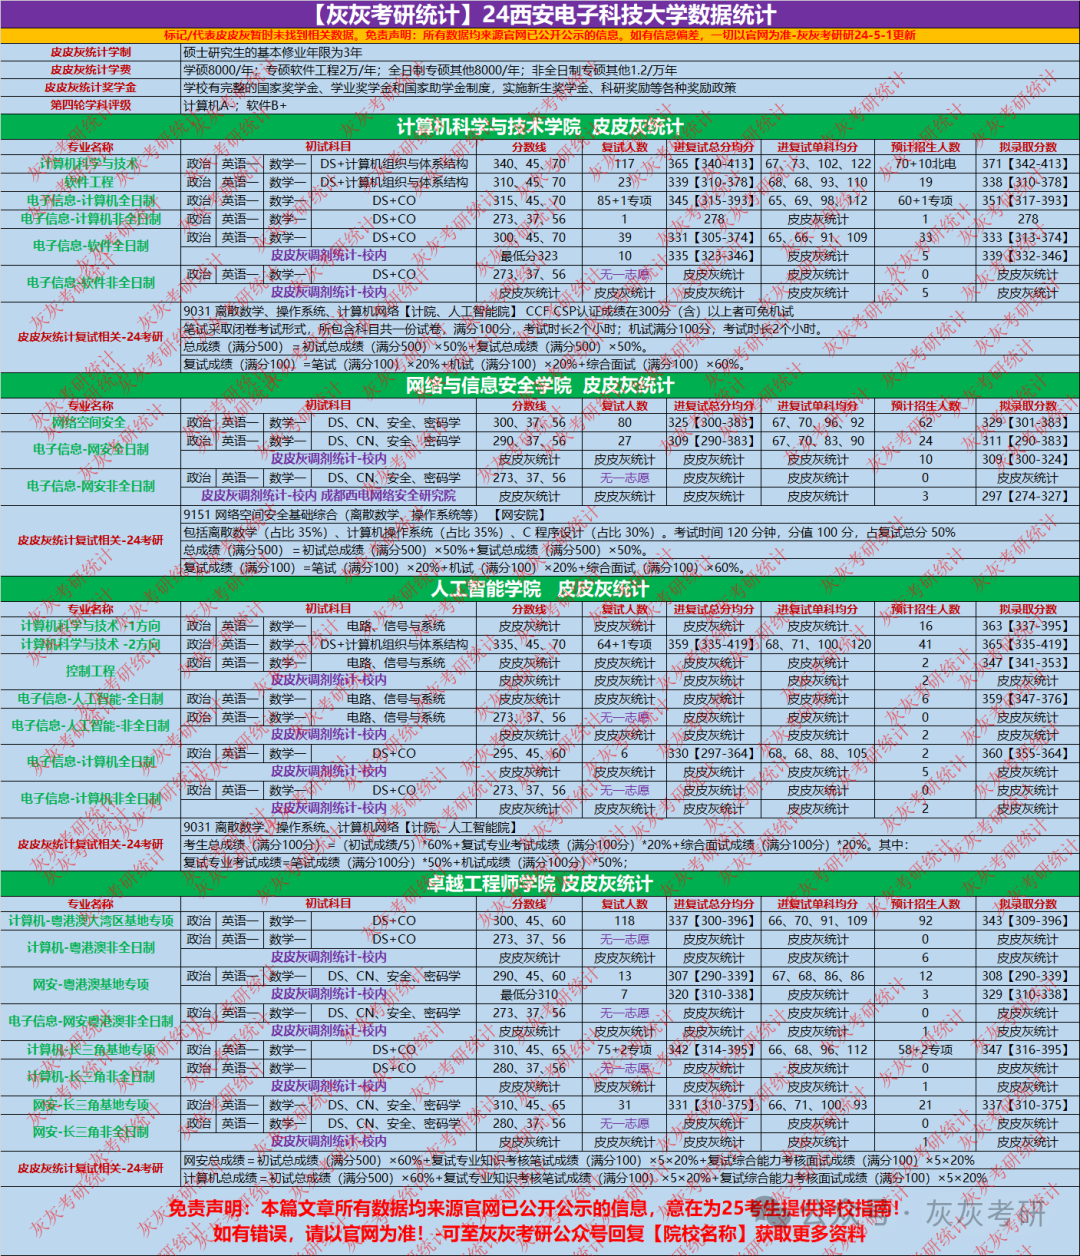 【灰灰考研统计】24西安电子科技大学数据统计
标记/代表皮皮灰暂时未找到相关数据。免责声明：所有数据均来源官网已公开公示的信息。如有信息偏差，一切以官网为准-灰灰考研研24-5-1更新
皮皮灰统计学制 硕士研究生的基本修业年限为3年
皮皮灰统计学费 学硕8000/年；专硕软件工程2万/年；全日制专硕其他8000/年；非全日制专硕其他1.2/万年
皮皮灰统计奖学金 学校有完整的国家奖学金、学业奖学金和国家助学金制度，实施新生奖学金、科研奖励等各种奖励政策
第四轮学科评级 计算机A-；软件B+
计算机科学与技术学院 皮皮灰统计
专业名称 初试科目 分数线 复试人数 进复试总分均分 进复试单科均分 预计招生人数 拟录取分数
计算机科学与技术 政治 英语一 数学一 DS+计算机组织与体系结构 340、45、70 117 365【340-413】 67、73、102、122 70+10北电 371【342-413】
软件工程 政治 英语一 数学一 DS+计算机组织与体系结构 310、45、70 23 339【310-378】 68、68、93、110 19 338【310-378】
电子信息-计算机全日制 政治 英语一 数学一 DS+CO 315、45、70 85+1专项 345【315-393】 65、69、98、112 60+1专项 351【317-393】
电子信息-计算机非全日制 政治 英语一 数学一 DS+CO 273、37、56 1 278 皮皮灰统计 1 278
电子信息-软件全日制 政治 英语一 数学一 DS+CO 300、45、70 39 331【305-374】 65、66、91、109 33 333【313-374】
皮皮灰调剂统计-校内 最低分323 10 335【323-346】 皮皮灰统计 5 339【332-346】
电子信息-软件非全日制 政治 英语一 数学一 DS+CO 273、37、56 无一志愿 皮皮灰统计 皮皮灰统计 0 皮皮灰统计
皮皮灰调剂统计-校内 皮皮灰统计 皮皮灰统计 皮皮灰统计 皮皮灰统计 5 皮皮灰统计
皮皮灰统计复试相关-24考研
9031 离散数学、操作系统、计算机网络【计院、人工智能院】 CCF CSP认证成绩在300分（含）以上者可免机试
笔试采取闭卷考试形式，所包含科目共一份试卷，满分100分，考试时长2个小时；机试满分100分，考试时长2个小时。
总成绩（满分500）=初试总成绩（满分500）×50%+复试总成绩（满分500）×50%。
复试成绩（满分100）=笔试（满分100）×20%+机试（满分100）×20%+综合面试（满分100）×60%。
网络与信息安全学院 皮皮灰统计
专业名称 初试科目 分数线 复试人数 进复试总分均分 进复试单科均分 预计招生人数 拟录取分数
网络空间安全 政治 英语一 数学一 DS、CN、安全、密码学 300、37、56 80 325【300-383】 67、70、96、92 62 329【301-383】
电子信息-网安全日制 政治 英语一 数学一 DS、CN、安全、密码学 290、37、56 27 309【290-383】 67、70、83、90 24 311【290-383】
皮皮灰调剂统计-校内 皮皮灰统计 皮皮灰统计 皮皮灰统计 皮皮灰统计 10 309【300-324】
电子信息-网安非全日制 政治 英语一 数学一 DS、CN、安全、密码学 273、37、56 无一志愿 皮皮灰统计 皮皮灰统计 0 皮皮灰统计
皮皮灰调剂统计-校内 成都西电网络安全研究院 皮皮灰统计 皮皮灰统计 皮皮灰统计 皮皮灰统计 3 297【274-327】
皮皮灰统计复试相关-24考研
9151 网络空间安全基础综合（离散数学、操作系统等） 【网安院】
包括离散数学（占比 35%）、计算机操作系统（占比 35%）、C 程序设计（占比 30%）。考试时间 120 分钟，分值 100 分，占复试总分 50%
总成绩（满分500）=初试总成绩（满分500）×50%+复试总成绩（满分500）×50%。
复试成绩（满分100）=笔试（满分100）×20%+机试（满分100）×20%+综合面试（满分100）×60%。
人工智能学院 皮皮灰统计
专业名称 初试科目 分数线 复试人数 进复试总分均分 进复试单科均分 预计招生人数 拟录取分数
计算机科学与技术 -1方向 政治 英语一 数学一 电路、信号与系统 皮皮灰统计 皮皮灰统计 皮皮灰统计 皮皮灰统计 16 363【337-395】
计算机科学与技术 -2方向 政治 英语一 数学一 DS+计算机组织与体系结构 335、45、70 64+1专项 359【335-419】 68、71、100、120 41 365【335-419】
控制工程 政治 英语一 数学一 电路、信号与系统 皮皮灰统计 皮皮灰统计 皮皮灰统计 皮皮灰统计 2 347【341-353】
皮皮灰调剂统计-校内 皮皮灰统计 皮皮灰统计 皮皮灰统计 皮皮灰统计 2 皮皮灰统计
电子信息-人工智能-全日制 政治 英语一 数学一 电路、信号与系统 皮皮灰统计 皮皮灰统计 皮皮灰统计 皮皮灰统计 6 359【347-376】
电子信息-人工智能-非全日制 政治 英语一 数学一 电路、信号与系统 273、37、56 无一志愿 皮皮灰统计 皮皮灰统计 0 皮皮灰统计
皮皮灰调剂统计-校内 皮皮灰统计 皮皮灰统计 皮皮灰统计 皮皮灰统计 2 皮皮灰统计
电子信息-计算机全日制 政治 英语一 数学一 DS+CO 295、45、60 6 330【297-364】 68、68、88、105 2 360【355-364】
皮皮灰调剂统计-校内 皮皮灰统计 皮皮灰统计 皮皮灰统计 皮皮灰统计 5 皮皮灰统计
电子信息-计算机非全日制 政治 英语一 数学一 DS+CO 273、37、56 无一志愿 皮皮灰统计 皮皮灰统计 0 皮皮灰统计
皮皮灰调剂统计-校内 皮皮灰统计 皮皮灰统计 皮皮灰统计 皮皮灰统计 2 皮皮灰统计
皮皮灰统计复试相关-24考研
9031 离散数学、操作系统、计算机网络【计院、人工智能院】
考生总成绩（满分100分）=（初试成绩/5）*60%+复试专业考试成绩（满分100分）*20%+综合面试成绩（满分100分）*20%。其中：
复试专业考试成绩=笔试成绩（满分100分）*50%+机试成绩（满分100分）*50%；
卓越工程师学院 皮皮灰统计
专业名称 初试科目 分数线 复试人数 进复试总分均分 进复试单科均分 预计招生人数 拟录取分数
计算机-粤港澳大湾区基地专项 政治 英语一 数学一 DS+CO 300、45、60 118 337【300-396】 66、70、91、109 92 343【309-396】
计算机-粤港澳非全日制 政治 英语一 数学一 DS+CO 273、37、56 无一志愿 皮皮灰统计 皮皮灰统计 0 皮皮灰统计
皮皮灰调剂统计-校内 皮皮灰统计 皮皮灰统计 皮皮灰统计 皮皮灰统计 6 皮皮灰统计
网安-粤港澳基地专项 政治 英语一 数学一 DS、CN、安全、密码学 290、45、60 13 307【290-339】 67、68、86、86 12 308【290-339】
皮皮灰调剂统计-校内 最低分310 7 320【310-338】 皮皮灰统计 3 329【310-338】
电子信息-网安粤港澳非全日制 政治 英语一 数学一 DS、CN、安全、密码学 273、37、56 无一志愿 皮皮灰统计 皮皮灰统计 0 皮皮灰统计
皮皮灰调剂统计-校内 皮皮灰统计 皮皮灰统计 皮皮灰统计 皮皮灰统计 1 皮皮灰统计
计算机-长三角基地专项 政治 英语一 数学一 DS+CO 310、45、65 75+2专项 342【314-395】 66、68、96、112 58+2专项 347【316-395】
计算机-长三角非全日制 政治 英语一 数学一 DS+CO 280、37、56 无一志愿 皮皮灰统计 皮皮灰统计 0 皮皮灰统计
皮皮灰调剂统计-校内 皮皮灰统计 皮皮灰统计 皮皮灰统计 皮皮灰统计 1 皮皮灰统计
网安-长三角基地专项 政治 英语一 数学一 DS、CN、安全、密码学 310、45、65 31 331【310-375】 66、71、100、93 21 337【310-375】
网安-长三角非全日制 政治 英语一 数学一 DS、CN、安全、密码学 280、37、56 无一志愿 皮皮灰统计 皮皮灰统计 0 皮皮灰统计
皮皮灰调剂统计-校内 皮皮灰统计 皮皮灰统计 皮皮灰统计 皮皮灰统计 1 皮皮灰统计
皮皮灰统计复试相关-24考研
网安总成绩=初试总成绩（满分500）×60%+复试专业知识考核笔试成绩（满分100）×5×20%+复试综合能力考核面试成绩（满分100）×5×20%
计算机总成绩=初试总成绩（满分500）×60%+复试专业知识考核笔试成绩（满分100）×5×20%+复试综合能力考核面试成绩（满分100）×5×20%
免责声明：本篇文章所有数据均来源官网已公开公示的信息，意在为25考生提供择校指南！
如有错误，请以官网为准！-可至灰灰考研公众号回复【院校名称】获取更多资料
公众号 · 灰灰考研